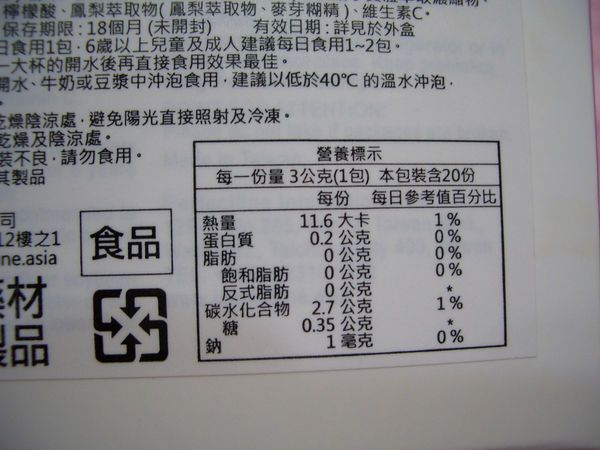 檸檬酸、鳳梨萃取物(鳳梨萃取物、麥芽糊精)、維生素C。
保存期限:18個月(未開封) 有效日期:詳見於外盒
日食用1包,6歲以上兒童及成人建議每日食用1~2包。
一大杯的開水後再直接食用效果最佳。
開水、牛奶或豆漿中沖泡食用,建議以低於40℃的溫水沖泡,
乾燥陰涼處,避免陽光直接照射及冷凍。
乾燥及陰涼處。
裝不良,請勿食用。
其製品
營養標示
每一份量 3公克(1包) 本包裝含20份
每份 每日參考值百分比
熱量 11.6 大卡 1%
蛋白質 0.2 公克 0%
脂肪 0 公克 0%
飽和脂肪 0 公克 0%
反式脂肪 0 公克 *
碳水化合物 2.7 公克 1%
糖 0.35 公克 *
鈉 1 毫克 0%
司
12樓之1
ne.asia
食品
藥材
製品